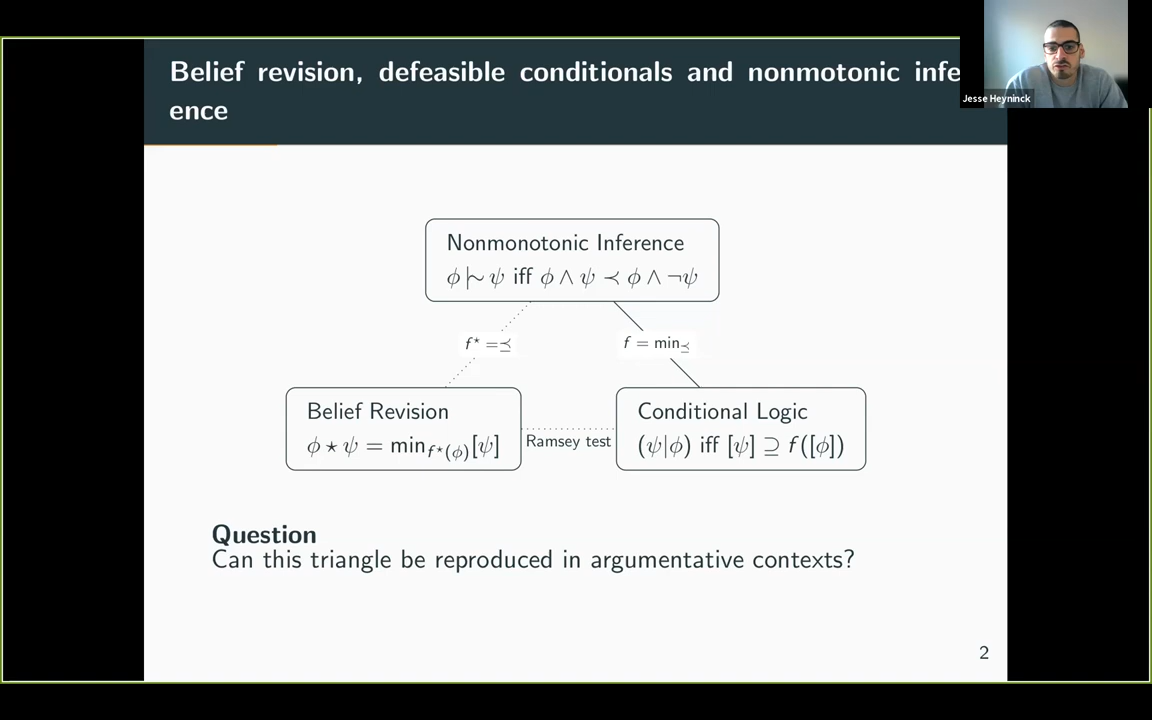 Belief revision, defeasible conditionals and nonmotonic infe
ence
Jesse Heyninck
Nonmonotonic Inference
ϕ |∼ ψ iff ϕ ∧ ψ ≺ ϕ ∧ ¬ψ
f⋆ =⪯
f = min⪯
Belief Revision
ϕ ⋆ ψ = min_{f⋆(ϕ)}[ψ]
Ramsey test
Conditional Logic
(ψ|ϕ) iff [ψ] ⊇ f([ϕ])
Question
Can this triangle be reproduced in argumentative contexts?
2